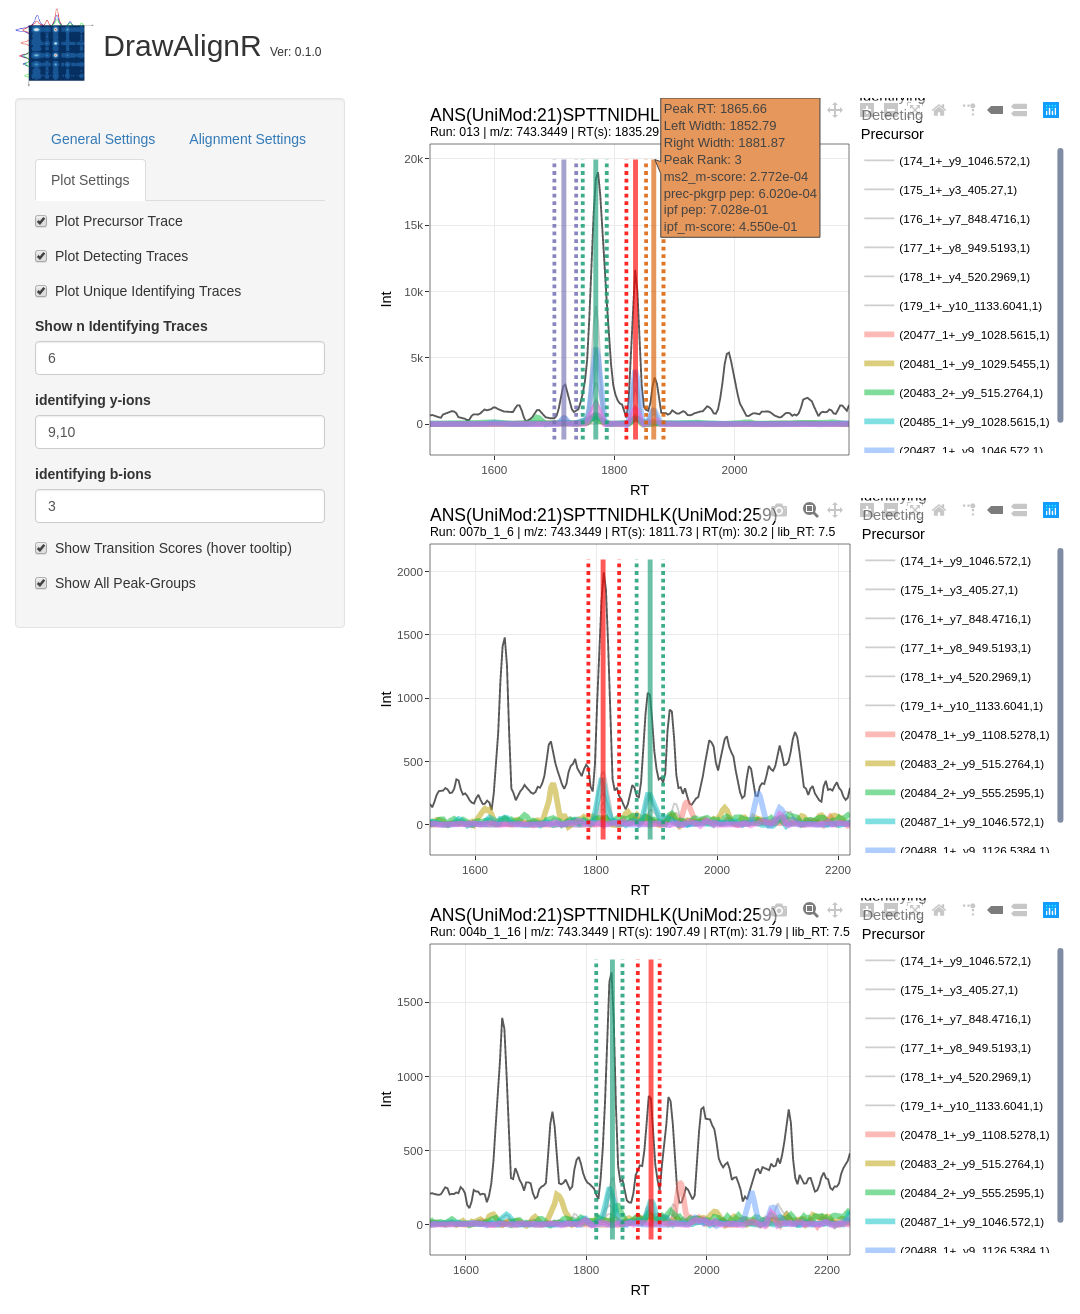 DrawAlignR Ver: 0.1.0
General Settings
Alignment Settings
Plot Settings
Plot Precursor Trace
Plot Detecting Traces
Plot Unique Identifying Traces
Show n Identifying Traces
6
identifying y-ions
9,10
identifying b-ions
3
Show Transition Scores (hover tooltip)
Show All Peak-Groups
ANS(UniMod:21)SPTTNIDHL
Run: 013 | m/z: 743.3449 | RT(s): 1835.29
Peak RT: 1865.66
Left Width: 1852.79
Right Width: 1881.87
Peak Rank: 3
ms2_m-score: 2.772e-04
prec-pkgrp pep: 6.020e-04
ipf pep: 7.028e-01
ipf_m-score: 4.550e-01
20k
15k
10k
5k
0
Int
1600
1800
2000
RT
Identifying
Detecting
Precursor
(174_1+_y9_1046.572,1)
(175_1+_y3_405.27,1)
(176_1+_y7_848.4716,1)
(177_1+_y8_949.5193,1)
(178_1+_y4_520.2969,1)
(179_1+_y10_1133.6041,1)
(20477_1+_y9_1028.5615,1)
(20481_1+_y9_1029.5455,1)
(20483_2+_y9_515.2764,1)
(20485_1+_y9_1028.5615,1)
(20487_1+_y9_1046.572,1)
ANS(UniMod:21)SPTTNIDHLK(UniMod:259)
Run: 007b_1_6 | m/z: 743.3449 | RT(s): 1811.73 | RT(m): 30.2 | lib_RT: 7.5
2000
1500
1000
500
0
Int
1600
1800
2000
2200
RT
Identifying
Detecting
Precursor
(174_1+_y9_1046.572,1)
(175_1+_y3_405.27,1)
(176_1+_y7_848.4716,1)
(177_1+_y8_949.5193,1)
(178_1+_y4_520.2969,1)
(179_1+_y10_1133.6041,1)
(20478_1+_y9_1108.5278,1)
(20483_2+_y9_515.2764,1)
(20484_2+_y9_555.2595,1)
(20487_1+_y9_1046.572,1)
(20488_1+_y9_1126.5384,1)
ANS(UniMod:21)SPTTNIDHLK(UniMod:259)
Run: 004b_1_16 | m/z: 743.3449 | RT(s): 1907.49 | RT(m): 31.79 | lib_RT: 7.5
1500
1000
500
0
Int
1600
1800
2000
2200
RT
Identifying
Detecting
Precursor
(174_1+_y9_1046.572,1)
(175_1+_y3_405.27,1)
(176_1+_y7_848.4716,1)
(177_1+_y8_949.5193,1)
(178_1+_y4_520.2969,1)
(179_1+_y10_1133.6041,1)
(20478_1+_y9_1108.5278,1)
(20483_2+_y9_515.2764,1)
(20484_2+_y9_555.2595,1)
(20487_1+_y9_1046.572,1)
(20488_1+_y9_1126.5384,1)